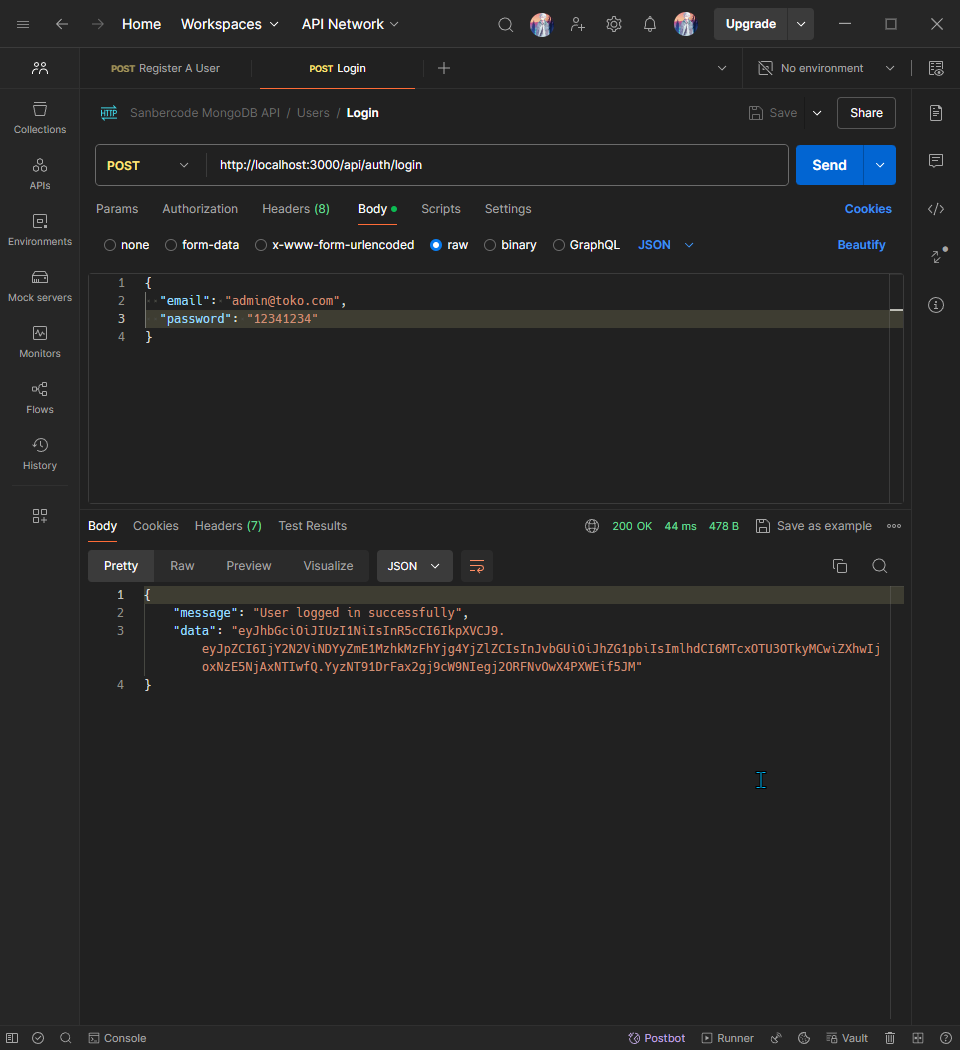 Home Workspaces API Network Upgrade
POST Register A User POST Login No environment
Sanbercode MongoDB API / Users / Login Save Share
POST http://localhost:3000/api/auth/login Send
Params Authorization Headers (8) Body Scripts Settings Cookies
none form-data x-www-form-urlencoded raw binary GraphQL JSON Beautify
Collections
APIs
Environments
Mock servers
Monitors
Flows
History
1 {
2 "email": "admin@toko.com",
3 "password": "12341234"
4 }
Body Cookies Headers (7) Test Results 200 OK 44 ms 478 B Save as example
Pretty Raw Preview Visualize JSON
1 {
2 "message": "User logged in successfully",
3 "data": "eyJhbGciOiJIUzI1NiIsInR5cCI6IkpXVCJ9.
eyJpZCI6IjY2N2ViNDYyZmE1MzhkMzFhYjg4YjZlZCIsInJvbGUiOiJhZG1pbiIsImlhdCI6MTcxOTU3OTkyMCwiZXhwIj
oxNzE5NjAxNTIwfQ.YyzNT91DrFax2gj9cW9NIegj2ORFNvOwX4PXWEif5JM"
4 }
Console Postbot Runner Vault